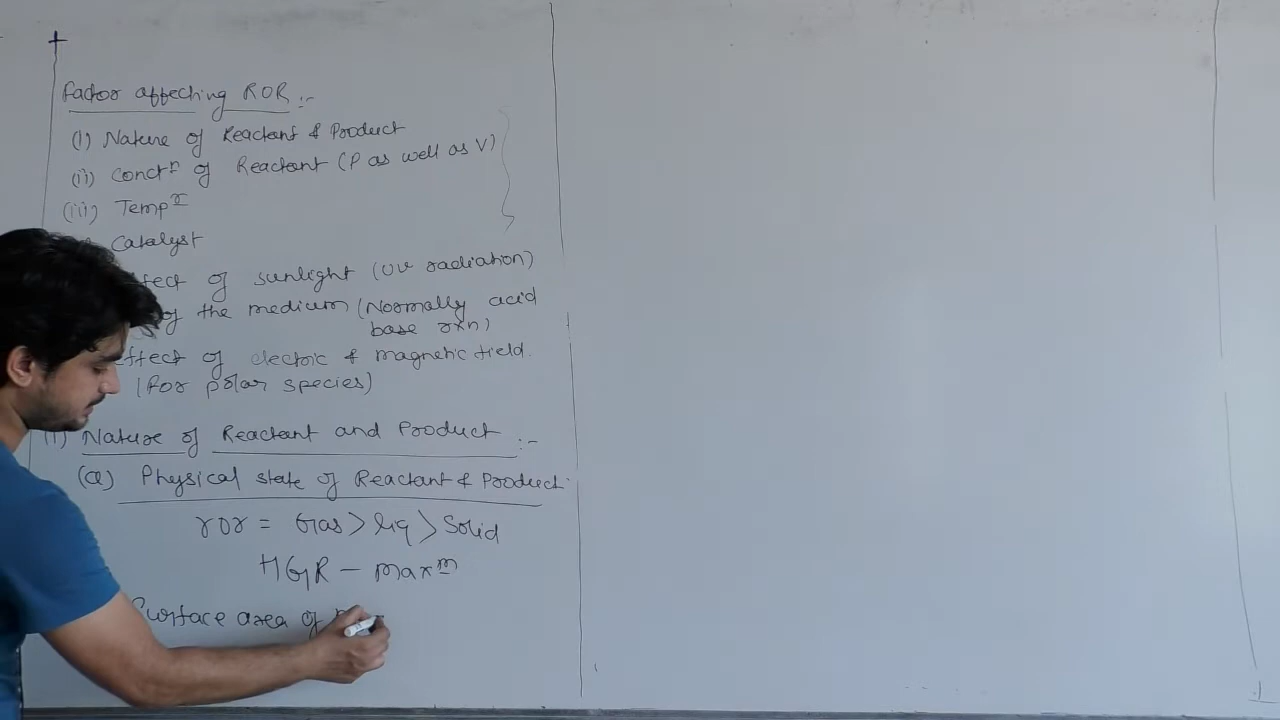 Factor affecting ROR :-
(i) Nature of Reactant & Product
(ii) Conctⁿ of Reactant (P as well as V)
(iii) Tempʳ
Catalyst
ffect of sunlight (UV radiation)
of the medium (Normally acid
base rxn)
Effect of electric & magnetic field.
(for polar species)
(i) Nature of Reactant and Product :-
(a) Physical state of Reactant & Product
ror = Gas > liq > Solid
HGR - maxᵐ
Surface area of